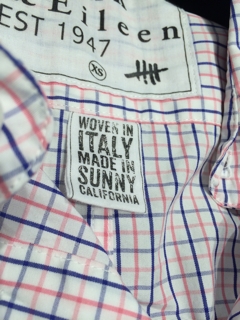 Eileen
EST 1947
XS
WOVEN IN
ITALY
MADE IN
SUNNY
CALIFORNIA